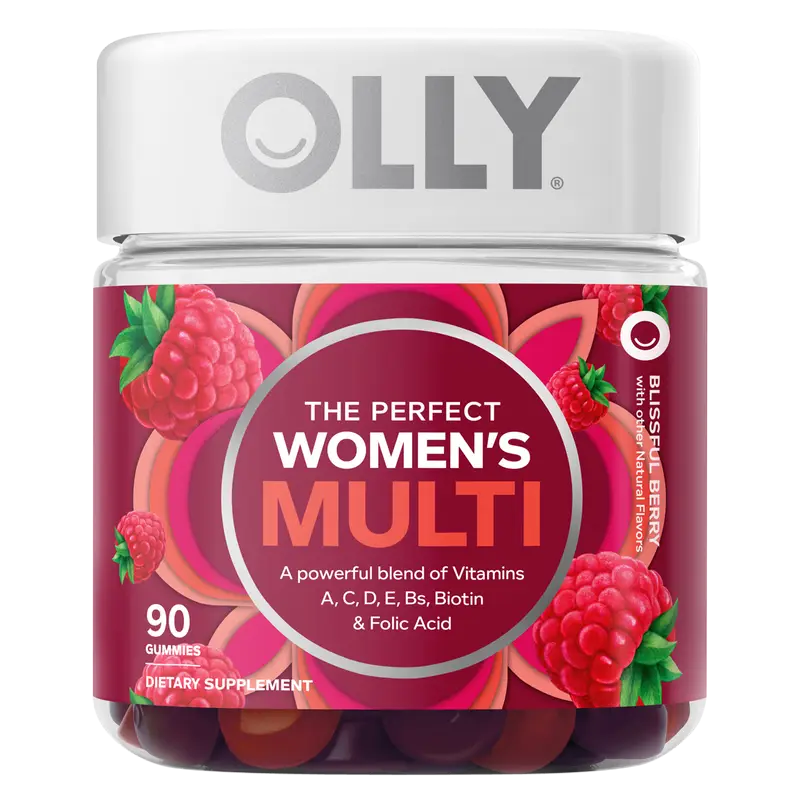 OLLY®
THE PERFECT
WOMEN'S
MULTI
A powerful blend of Vitamins
A, C, D, E, Bs, Biotin
& Folic Acid
BLISSFUL BERRY
with other Natural Flavors
90
GUMMIES
DIETARY SUPPLEMENT